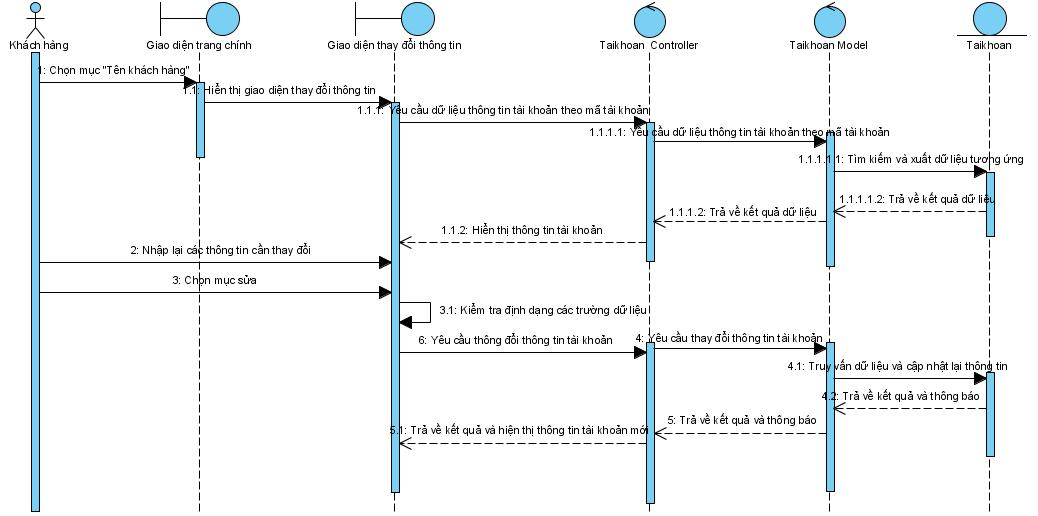 Khách hàng
Giao diện trang chính
Giao diện thay đổi thông tin
Taikhoan Controller
Taikhoan Model
Taikhoan
1: Chọn mục "Tên khách hàng"
1.1: Hiển thị giao diện thay đổi thông tin
1.1.1: Yêu cầu dữ liệu thông tin tài khoản theo mã tài khoản
1.1.1.1: Yêu cầu dữ liệu thông tin tài khoản theo mã tài khoản
1.1.1.1.1: Tìm kiếm và xuất dữ liệu tương ứng
1.1.1.1.2: Trả về kết quả dữ liệu
1.1.1.2: Trả về kết quả dữ liệu
1.1.2: Hiển thị thông tin tài khoản
2: Nhập lại các thông tin cần thay đổi
3: Chọn mục sửa
3.1: Kiểm tra định dạng các trường dữ liệu
6: Yêu cầu thông đổi thông tin tài khoản
4: Yêu cầu thay đổi thông tin tài khoản
4.1: Truy vấn dữ liệu và cập nhật lại thông tin
4.2: Trả về kết quả và thông báo
5: Trả về kết quả và thông báo
5.1: Trả về kết quả và hiện thị thông tin tài khoản mới